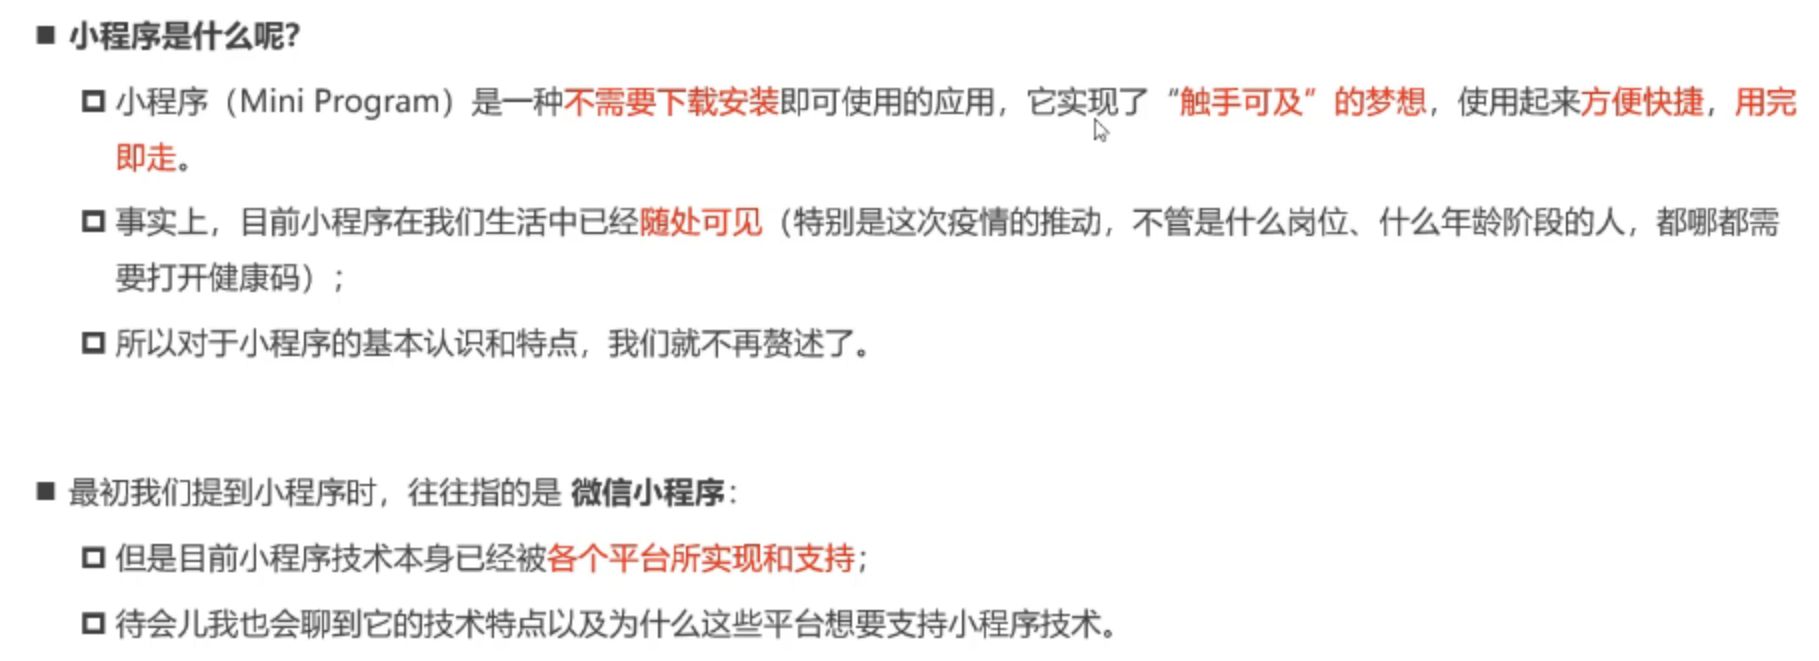 小程序是什么呢?
小程序（Mini Program）是一种不需要下载安装即可使用的应用，它实现了“触手可及”的梦想，使用起来方便快捷，用完
即走。
事实上，目前小程序在我们生活中已经随处可见（特别是这次疫情的推动，不管是什么岗位、什么年龄阶段的人，都哪都需
要打开健康码）；
所以对于小程序的基本认识和特点，我们就不再赘述了。
最初我们提到小程序时，往往指的是 微信小程序：
但是目前小程序技术本身已经被各个平台所实现和支持；
待会儿我也会聊到它的技术特点以及为什么这些平台想要支持小程序技术。